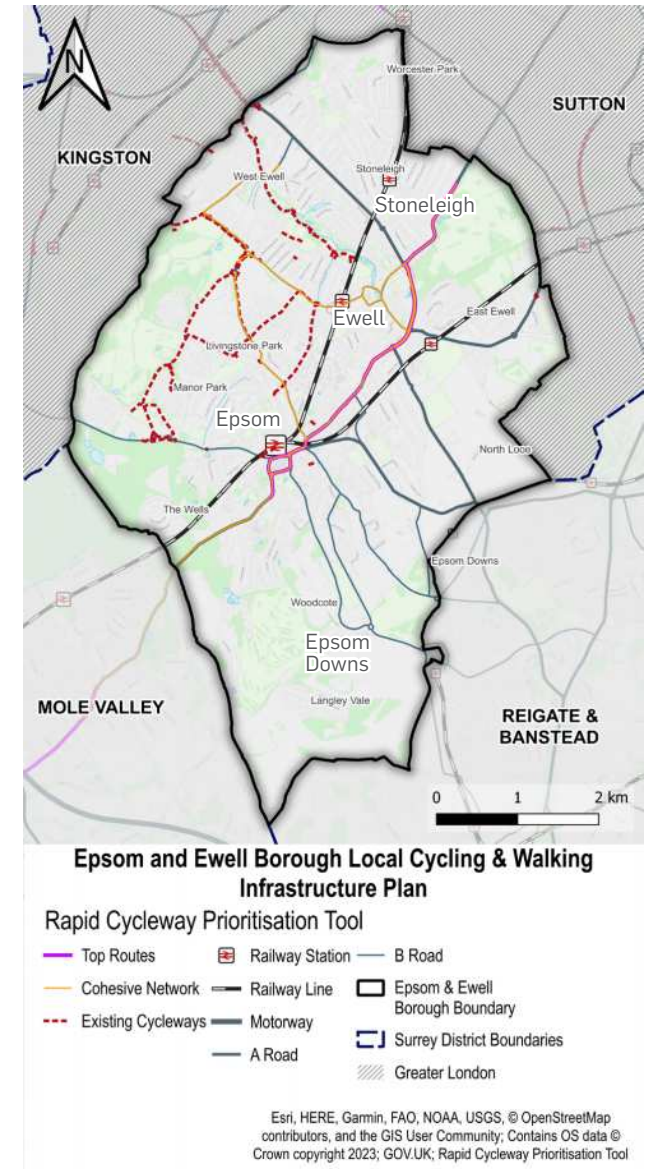 N
Worcester Park
SUTTON
KINGSTON
West Ewell
Stoneleigh
Stoneleigh
Ewell
East Ewell
Livingstone Park
Manor Park
Epsom
North Looe
The Wells
Epsom Downs
Woodcote
Epsom
Downs
Langley Vale
MOLE VALLEY
REIGATE &
BANSTEAD
0 1 2 km
Epsom and Ewell Borough Local Cycling & Walking
Infrastructure Plan
Rapid Cycleway Prioritisation Tool
Top Routes
Cohesive Network
Existing Cycleways
Railway Station
Railway Line
Motorway
A Road
B Road
Epsom & Ewell
Borough Boundary
Surrey District Boundaries
Greater London
Esri, HERE, Garmin, FAO, NOAA, USGS, © OpenStreetMap
contributors, and the GIS User Community; Contains OS data ©
Crown copyright 2023; GOV.UK; Rapid Cycleway Prioritisation Tool